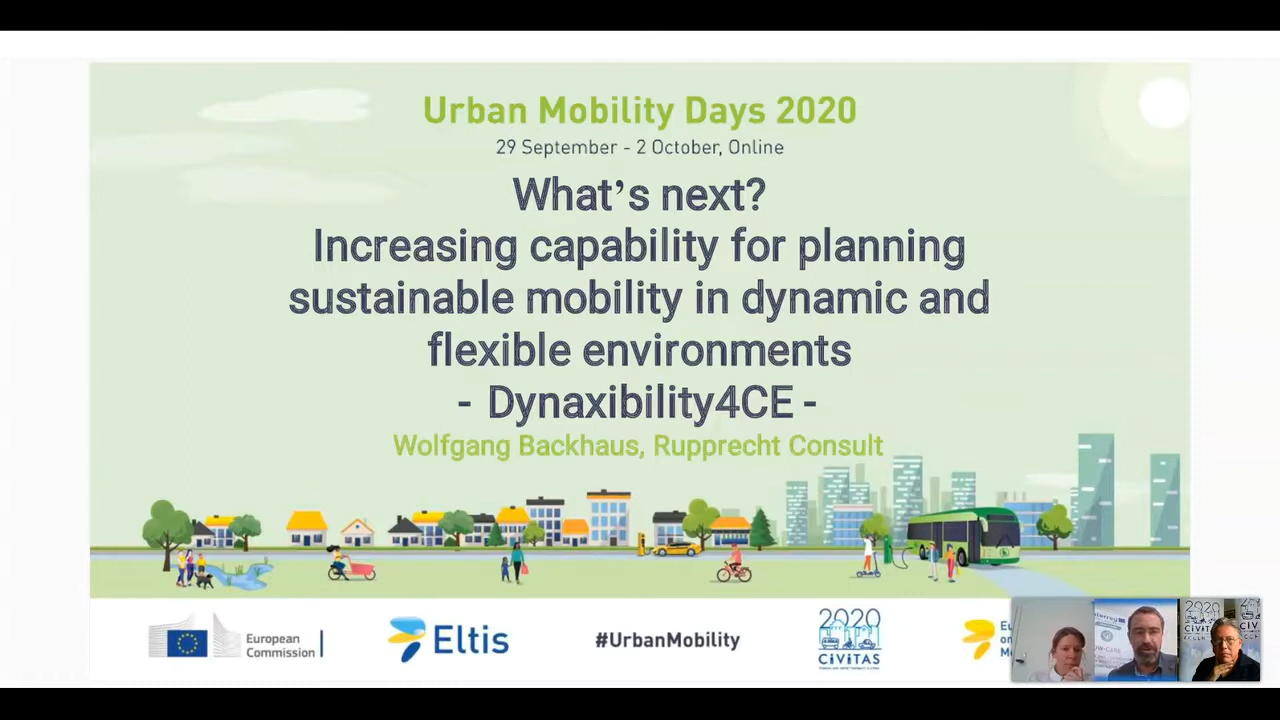 Urban Mobility Days 2020
29 September - 2 October, Online
What's next?
Increasing capability for planning
sustainable mobility in dynamic and
flexible environments
- Dynaxibility4CE -
Wolfgang Backhaus, Rupprecht Consult
European
Commission
Eltis
#UrbanMobility
2020
CiViTAS